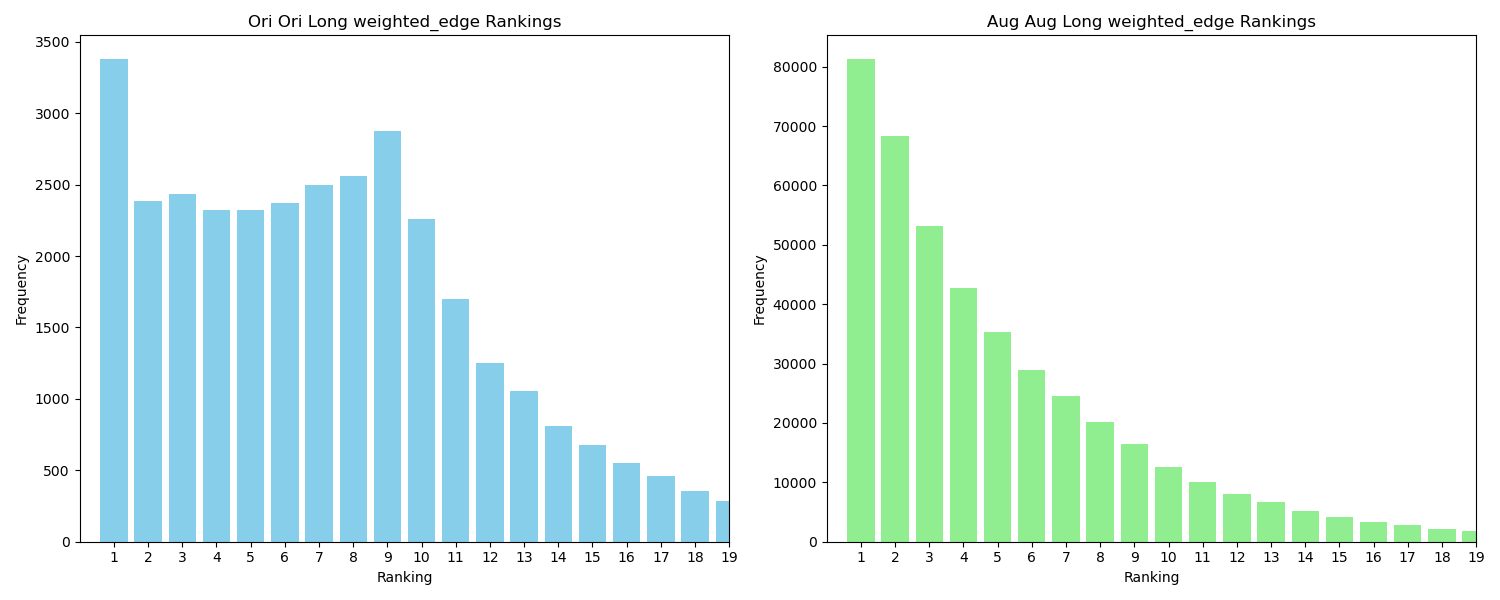 Ori Ori Long weighted_edge Rankings
Frequency
3500
3000
2500
2000
1500
1000
500
0
1 2 3 4 5 6 7 8 9 10 11 12 13 14 15 16 17 18 19
Ranking
Aug Aug Long weighted_edge Rankings
Frequency
80000
70000
60000
50000
40000
30000
20000
10000
0
1 2 3 4 5 6 7 8 9 10 11 12 13 14 15 16 17 18 19
Ranking